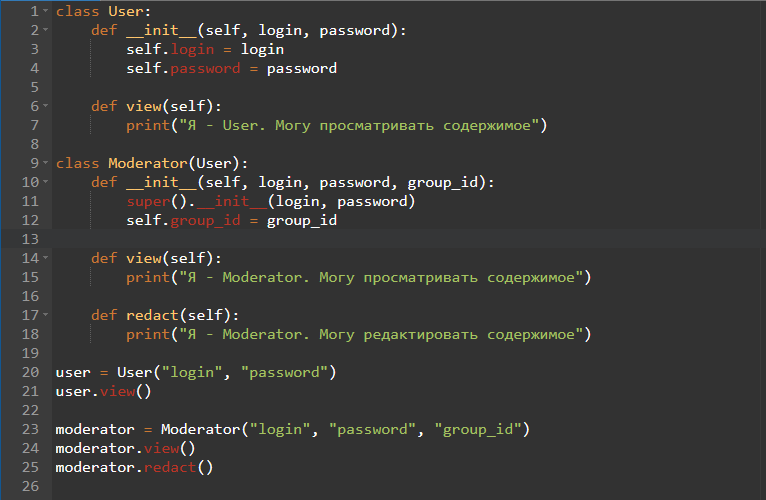 1 class User:
2     def __init__(self, login, password):
3         self.login = login
4         self.password = password
5
6     def view(self):
7         print("Я - User. Могу просматривать содержимое")
8
9 class Moderator(User):
10     def __init__(self, login, password, group_id):
11         super().__init__(login, password)
12         self.group_id = group_id
13
14     def view(self):
15         print("Я - Moderator. Могу просматривать содержимое")
16
17     def redact(self):
18         print("Я - Moderator. Могу редактировать содержимое")
19
20 user = User("login", "password")
21 user.view()
22
23 moderator = Moderator("login", "password", "group_id")
24 moderator.view()
25 moderator.redact()
26